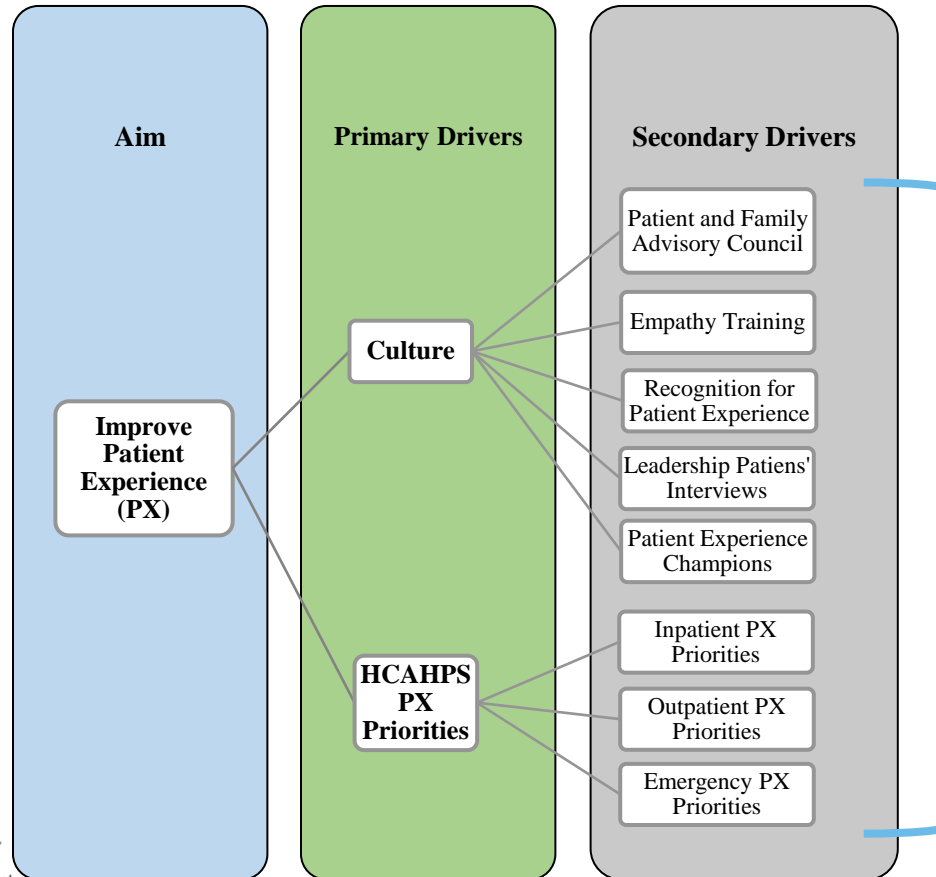 Aim
Primary Drivers
Secondary Drivers
Improve
Patient
Experience
(PX)
Culture
HCAHPS
PX
Priorities
Patient and Family
Advisory Council
Empathy Training
Recognition for
Patient Experience
Leadership Patiens'
Interviews
Patient Experience
Champions
Inpatient PX
Priorities
Outpatient PX
Priorities
Emergency PX
Priorities